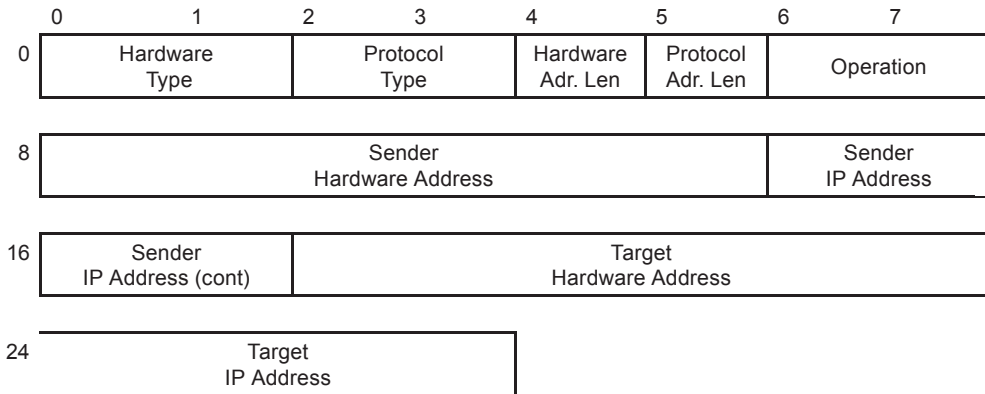 0 1 2 3 4 5 6 7
0 Hardware Protocol Hardware Protocol Operation
Type Type Adr. Len Adr. Len
8 Sender Sender
Hardware Address IP Address
16 Sender Target
IP Address (cont) Hardware Address
24 Target
IP Address